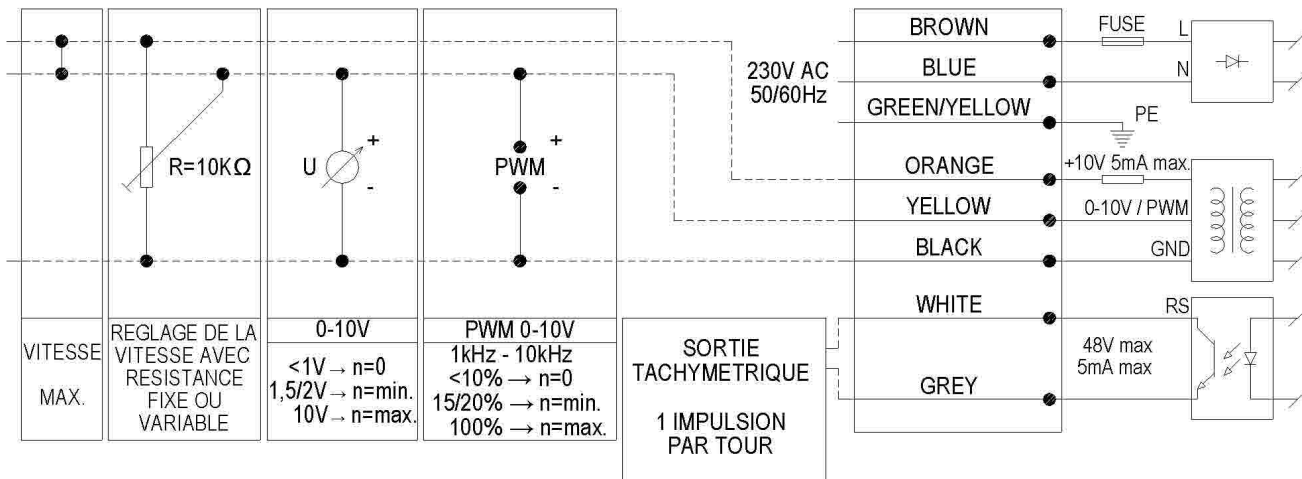 VITESSE
MAX.
R=10KΩ
REGLAGE DE LA
VITESSE AVEC
RESISTANCE
FIXE OU
VARIABLE
U
+
-
0-10V
<1V → n=0
1,5/2V → n=min.
10V → n=max.
PWM
+
-
PWM 0-10V
1kHz - 10kHz
<10% → n=0
15/20% → n=min.
100% → n=max.
SORTIE
TACHYMETRIQUE
1 IMPULSION
PAR TOUR
230V AC
50/60Hz
BROWN
BLUE
GREEN/YELLOW
ORANGE
YELLOW
BLACK
WHITE
GREY
FUSE
L
N
PE
+10V 5mA max.
0-10V / PWM
GND
RS
48V max
5mA max